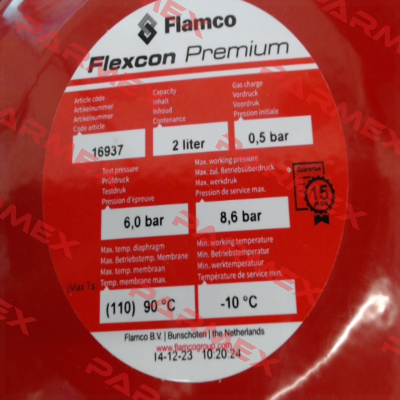 Flamco
Flexcon Premium
Article code
Artikelnummer
Artikelnummer
Code article
16937
Capacity
Inhalt
Inhoud
Contenance
2 liter
Gas charge
Vordruck
Voordruk
Pression initiale
0,5 bar
Test pressure
Prüfdruck
Testdruk
Pression d'épreuve
6,0 bar
Max. working pressure
Max. zul. Betriebsüberdruck
Max. werkdruk
Pression de service max.
8,6 bar
15
Max. temp. diaphragm
Max. Betriebstemp. Membrane
Max. temp. membraan
Temp. membrane max.
(110) 90 °C
Min. working temperature
Min. Betriebstemperatur
Min. werktemperatuur
Température de service min.
-10 °C
Flamco B.V. | Bunschoten | the Netherlands
www.flamcogroup.com
14-12-23 10:20:24
PARMEX